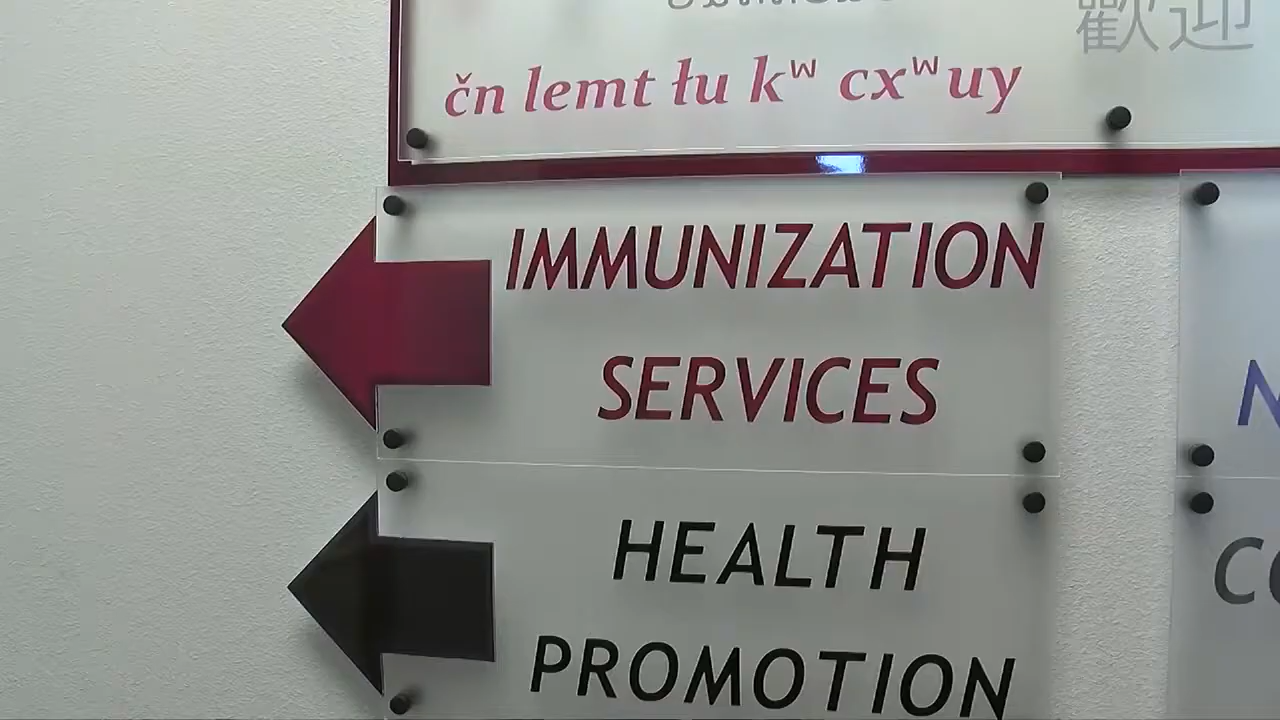 歡迎
čn lemt łu kʷ cxʷuy
IMMUNIZATION
SERVICES
HEALTH
PROMOTION